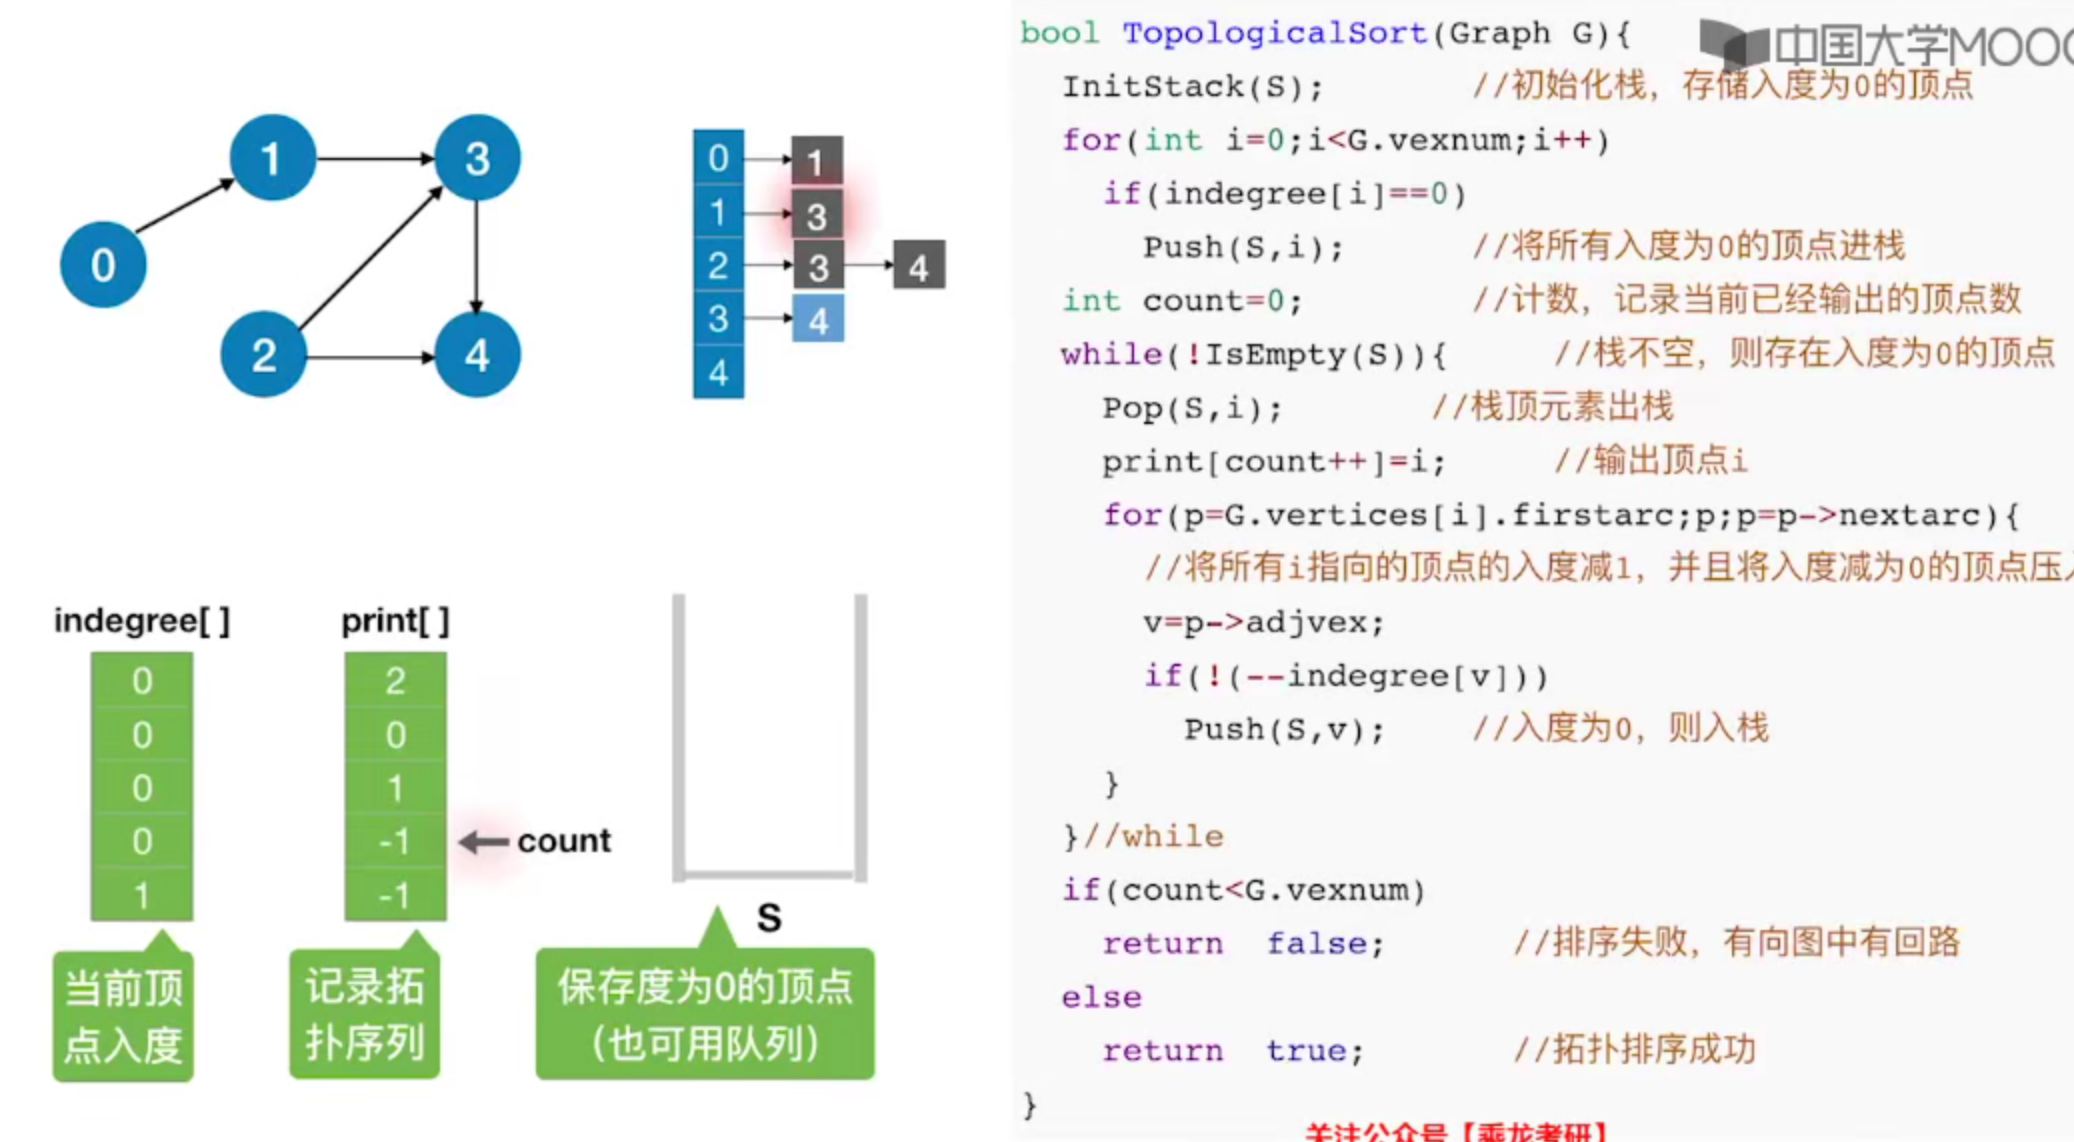 1
3
0
2
4
0 1
1 3
2 3 4
3 4
4
indegree[ ]
0
0
0
0
1
当前顶
点入度
print[ ]
2
0
1
-1
-1
count
记录拓
扑序列
S
保存度为0的顶点
（也可用队列）
中国大学MOOC
bool TopologicalSort(Graph G){
InitStack(S); //初始化栈，存储入度为0的顶点
for(int i=0;i<G.vexnum;i++)
if(indegree[i]==0)
Push(S,i); //将所有入度为0的顶点进栈
int count=0; //计数，记录当前已经输出的顶点数
while(!IsEmpty(S)){ //栈不空，则存在入度为0的顶点
Pop(S,i); //栈顶元素出栈
print[count++]=i; //输出顶点i
for(p=G.vertices[i].firstarc;p;p=p->nextarc){
//将所有i指向的顶点的入度减1，并且将入度减为0的顶点压
v=p->adjvex;
if(!(--indegree[v]))
Push(S,v); //入度为0，则入栈
}
}//while
if(count<G.vexnum)
return false; //排序失败，有向图中有回路
else
return true; //拓扑排序成功
}
关注公众号【乘龙考研】